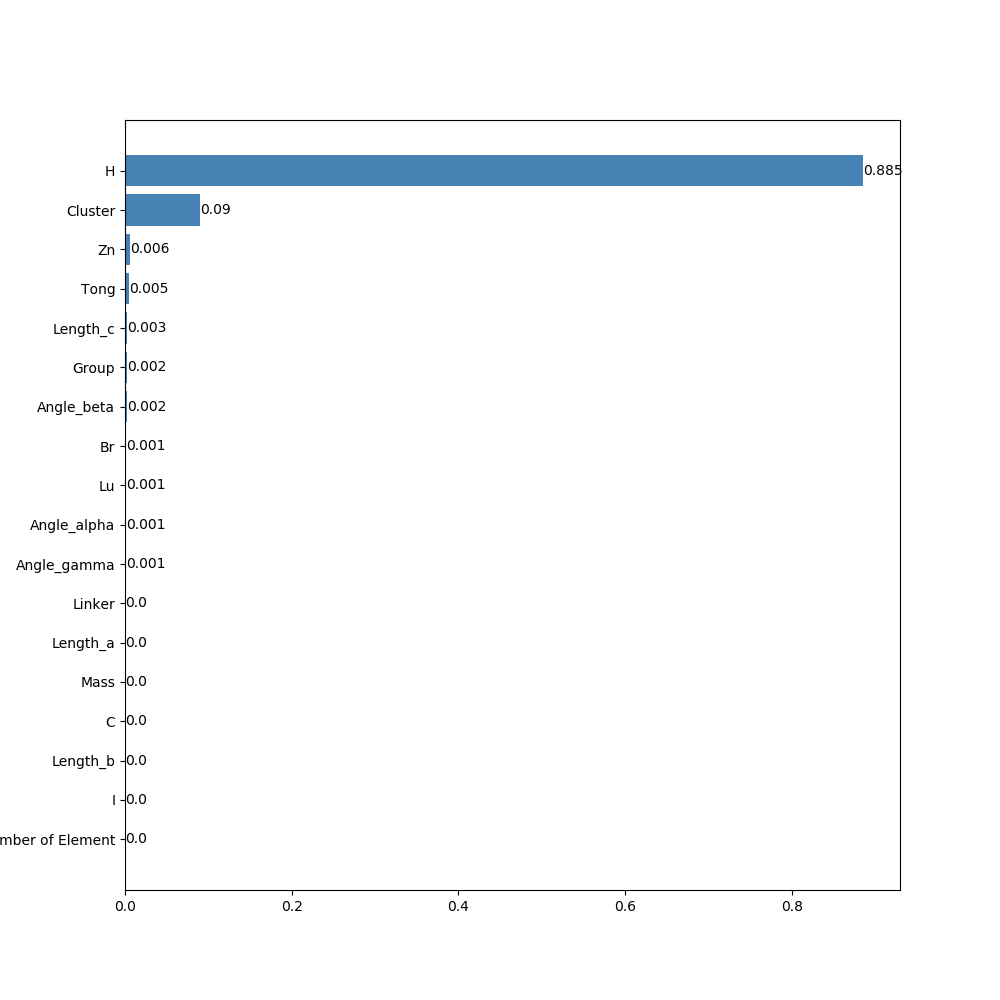 H 0.885
Cluster 0.09
Zn 0.006
Tong 0.005
Length_c 0.003
Group 0.002
Angle_beta 0.002
Br 0.001
Lu 0.001
Angle_alpha 0.001
Angle_gamma 0.001
Linker 0.0
Length_a 0.0
Mass 0.0
C 0.0
Length_b 0.0
I 0.0
mber of Element 0.0
0.0 0.2 0.4 0.6 0.8